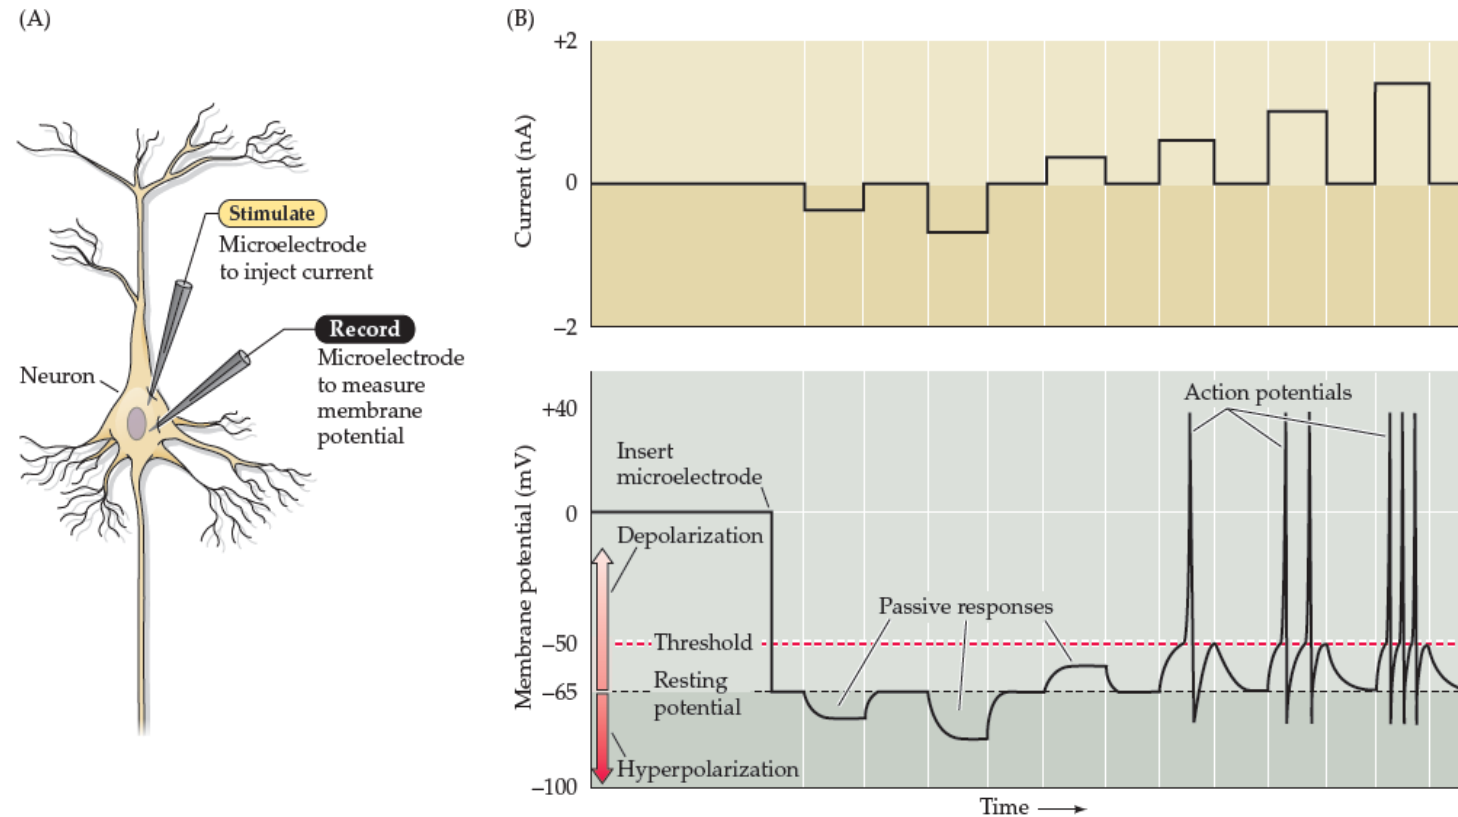 (A)
Stimulate
Microelectrode
to inject current
Record
Microelectrode
to measure
membrane
potential
Neuron
(B)
+2
0
–2
Current (nA)
+40
0
–50
–65
–100
Membrane potential (mV)
Insert
microelectrode
Depolarization
Threshold
Resting
potential
Hyperpolarization
Passive responses
Action potentials
Time